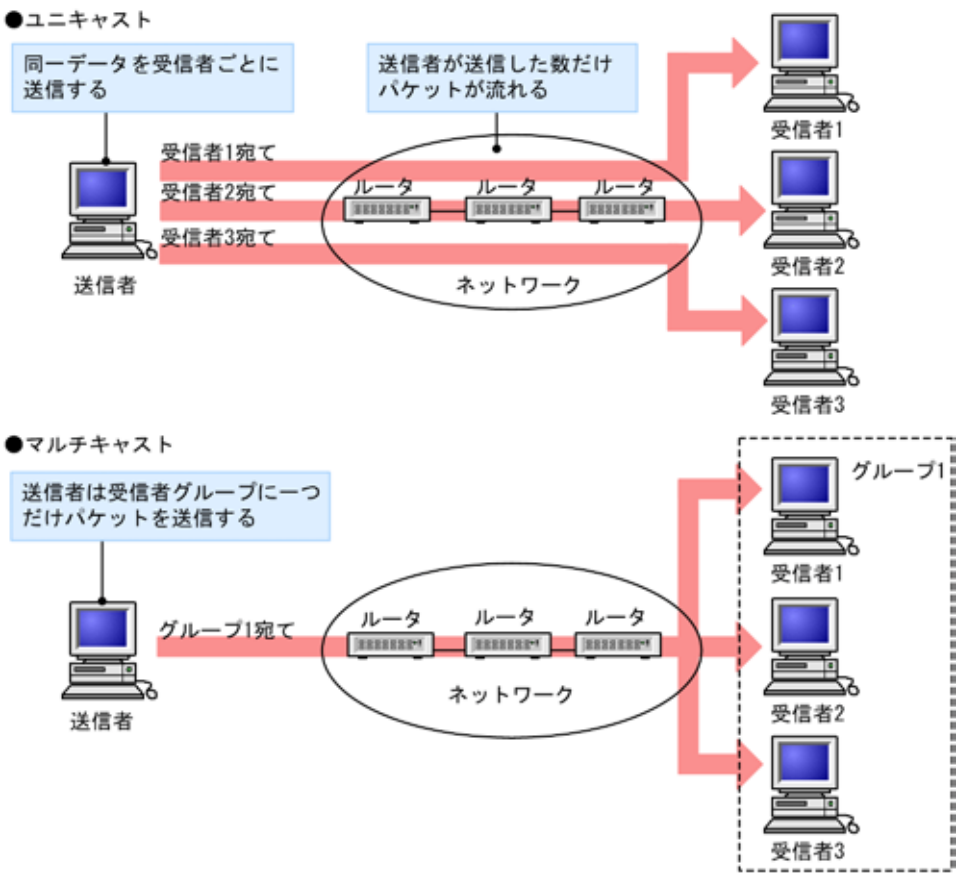 ●ユニキャスト
同一データを受信者ごとに
送信する
送信者が送信した数だけ
パケットが流れる
受信者1
受信者1宛て
受信者2宛て
ルータ
ルータ
ルータ
受信者3宛て
受信者2
送信者
ネットワーク
受信者3
●マルチキャスト
グループ1
送信者は受信者グループに一つ
だけパケットを送信する
受信者1
グループ1宛て
ルータ
ルータ
ルータ
ネットワーク
受信者2
送信者
受信者3